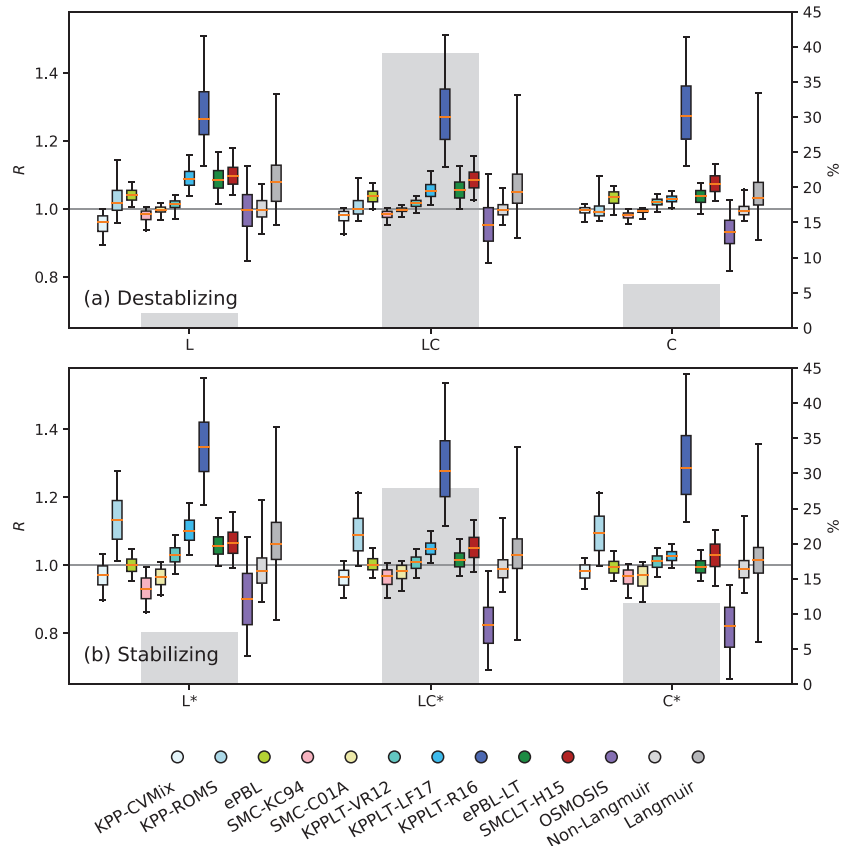 45
40
1.4
35
30
1.2
25
R
%
20
1.0
15
10
0.8
(a) Destablizing
5
0
L
LC
C
45
40
1.4
35
30
1.2
25
R
%
20
1.0
15
10
0.8
(b) Stabilizing
5
0
L*
LC*
C*
KPP-CVMix
KPP-ROMS
ePBL
SMC-KC94
SMC-C01A
KPPLT-VR12
KPPLT-LF17
KPPLT-R16
ePBL-LT
SMCLT-H15
OSMOSIS
Non-Langmuir
Langmuir